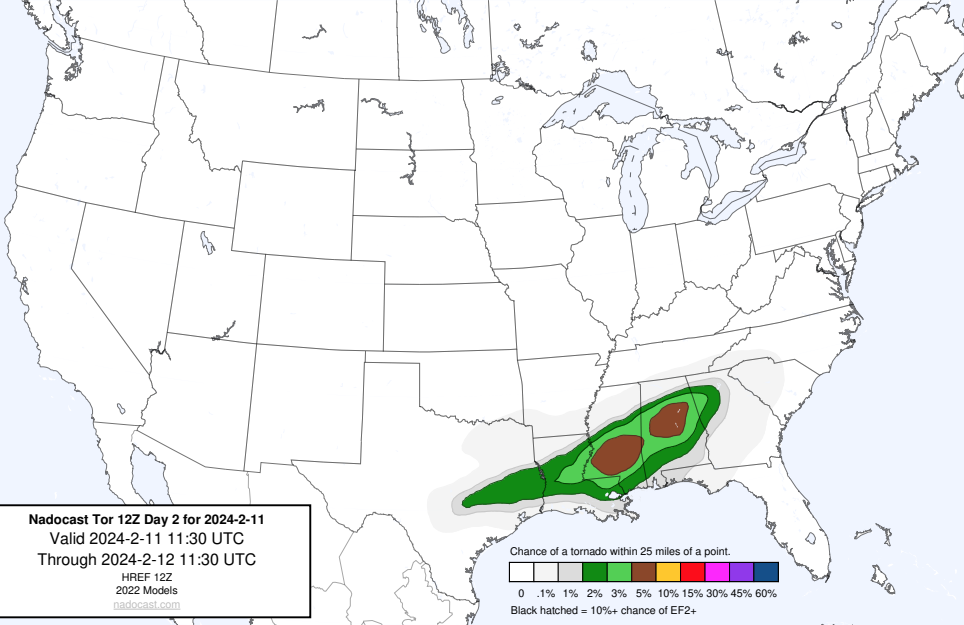 Nadocast Tor 12Z Day 2 for 2024-2-11
Valid 2024-2-11 11:30 UTC
Through 2024-2-12 11:30 UTC
HREF 12Z
2022 Models
nadocast.com
Chance of a tornado within 25 miles of a point.
0 .1% 1% 2% 3% 5% 10% 15% 30% 45% 60%
Black hatched = 10%+ chance of EF2+